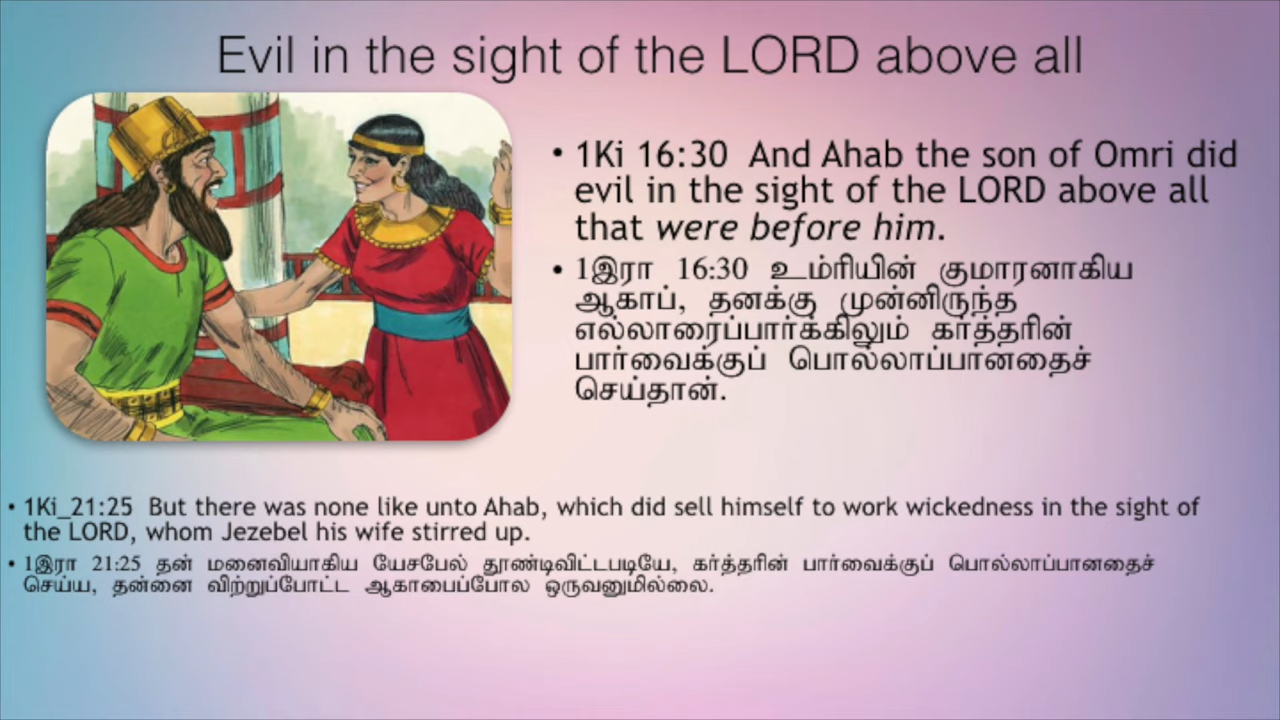 Evil in the sight of the LORD above all
• 1Ki 16:30 And Ahab the son of Omri did
evil in the sight of the LORD above all
that were before him.
• 1இரா 16:30 உம்ரியின் குமாரனாகிய
ஆகாப், தனக்கு முன்னிருந்த
எல்லாரைப்பார்க்கிலும் கர்த்தரின்
பார்வைக்குப் பொல்லாப்பானதைச்
செய்தான்.
• 1Ki_21:25 But there was none like unto Ahab, which did sell himself to work wickedness in the sight of
the LORD, whom Jezebel his wife stirred up.
• 1இரா 21:25 தன் மனைவியாகிய யேசபேல் தூண்டிவிட்டபடியே, கர்த்தரின் பார்வைக்குப் பொல்லாப்பானதைச்
செய்ய, தன்னை விற்றுப்போட்ட ஆகாபைப்போல ஒருவனுமில்லை.